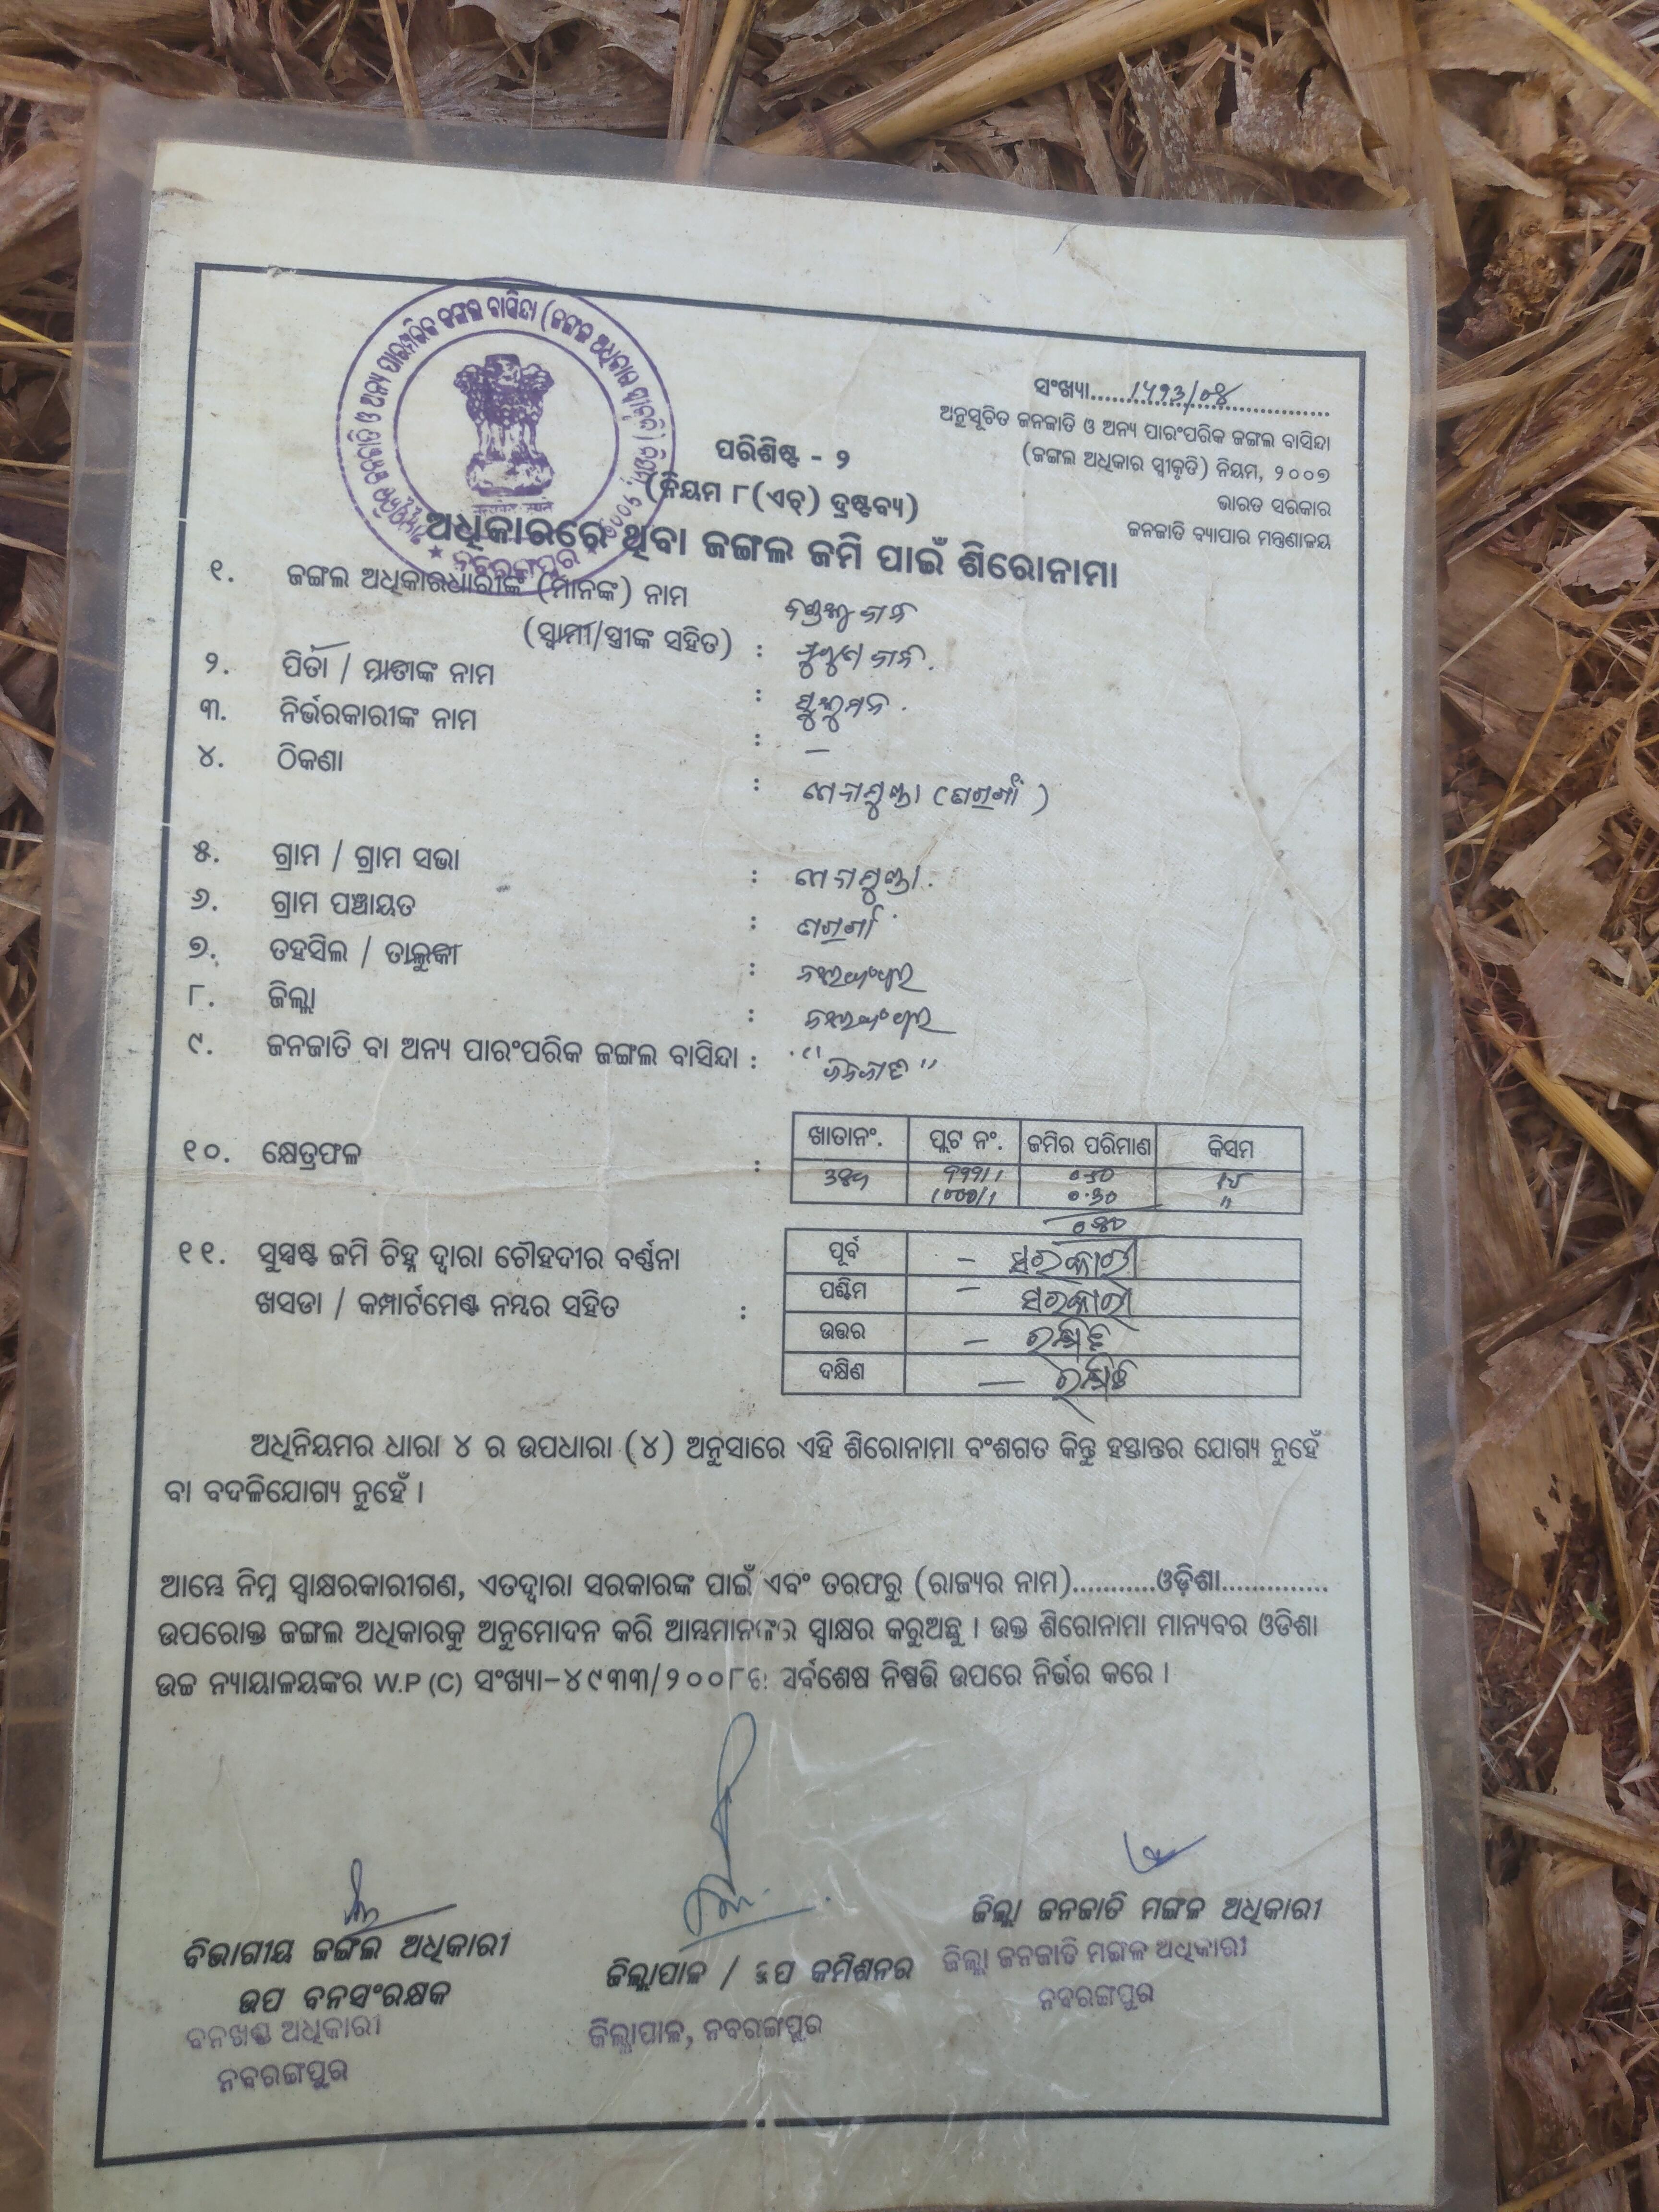 ସଂଖ୍ୟା..............................
ଅନୁସୂଚିତ ଜନଜାତି ଓ ଅନ୍ୟ ପାରଂପରିକ ଜଙ୍ଗଲ ବାସିନ୍ଦା
(ଜଙ୍ଗଲ ଅଧିକାର ସ୍ୱୀକୃତି) ନିୟମ, ୨୦୦୭
ଭାରତ ସରକାର
ଜନଜାତି ବ୍ୟାପାର ମନ୍ତ୍ରଣାଳୟ
ପରିଶିଷ୍ଟ - ୨
(ନିୟମ ୮(ଏଚ୍) ଦ୍ରଷ୍ଟବ୍ୟ)
ଅଧିକାରରେ ଥିବା ଜଙ୍ଗଲ ଜମି ପାଇଁ ଶିରୋନାମା
୧. ଜଙ୍ଗଲ ଅଧିକାରଧାରୀଙ୍କ (ମାନଙ୍କ) ନାମ
(ସ୍ୱାମୀ/ସ୍ତ୍ରୀଙ୍କ ସହିତ) :
୨. ପିତା / ମାତାଙ୍କ ନାମ :
୩. ନିର୍ଭରକାରୀଙ୍କ ନାମ : –
୪. ଠିକଣା :
୫. ଗ୍ରାମ / ଗ୍ରାମ ସଭା :
୬. ଗ୍ରାମ ପଞ୍ଚାୟତ :
୭. ତହସିଲ / ତାଲୁକା : ନବରଙ୍ଗପୁର
୮. ଜିଲ୍ଲା : ନବରଙ୍ଗପୁର
୯. ଜନଜାତି ବା ଅନ୍ୟ ପାରଂପରିକ ଜଙ୍ଗଲ ବାସିନ୍ଦା : "ଜନଜାତି"
୧୦. କ୍ଷେତ୍ରଫଳ :
ଖାତାନଂ. ପ୍ଲଟ ନଂ. ଜମିର ପରିମାଣ କିସମ
୧୧. ସୁସ୍ପଷ୍ଟ ଜମି ଚିହ୍ନ ଦ୍ୱାରା ଚୌହଦୀର ବର୍ଣ୍ଣନା
ଖସଡା / କମ୍ପାର୍ଟମେଣ୍ଟ ନମ୍ବର ସହିତ :
ପୂର୍ବ – ସରକାରୀ
ପଶ୍ଚିମ – ସରକାରୀ
ଉତ୍ତର –
ଦକ୍ଷିଣ –
ଅଧିନିୟମର ଧାରା ୪ ର ଉପଧାରା (୪) ଅନୁସାରେ ଏହି ଶିରୋନାମା ବଂଶଗତ କିନ୍ତୁ ହସ୍ତାନ୍ତର ଯୋଗ୍ୟ ନୁହେଁ
ବା ବଦଳିଯୋଗ୍ୟ ନୁହେଁ ।
ଆମ୍ଭେ ନିମ୍ନ ସ୍ୱାକ୍ଷରକାରୀଗଣ, ଏତଦ୍ୱାରା ସରକାରଙ୍କ ପାଇଁ ଏବଂ ତରଫରୁ (ରାଜ୍ୟର ନାମ)...........ଓଡ଼ିଶା..............
ଉପରୋକ୍ତ ଜଙ୍ଗଲ ଅଧିକାରକୁ ଅନୁମୋଦନ କରି ଆମ୍ଭମାନଙ୍କର ସ୍ୱାକ୍ଷର କରୁଅଛୁ । ଉକ୍ତ ଶିରୋନାମା ମାନ୍ୟବର ଓଡିଶା
ଉଚ୍ଚ ନ୍ୟାୟାଳୟଙ୍କର W.P (C) ସଂଖ୍ୟା–୪୯୩୩/୨୦୦୮ର ସର୍ବଶେଷ ନିଷ୍ପତ୍ତି ଉପରେ ନିର୍ଭର କରେ ।
ବିଭାଗୀୟ ଜଙ୍ଗଲ ଅଧିକାରୀ
ଉପ ବନସଂରକ୍ଷକ
ବନଖଣ୍ଡ ଅଧିକାରୀ
ନବରଙ୍ଗପୁର
ଜିଲ୍ଲାପାଳ / ଉପ କମିଶନର
ଜିଲ୍ଲାପାଳ, ନବରଙ୍ଗପୁର
ଜିଲ୍ଲା ଜନଜାତି ମଙ୍ଗଳ ଅଧିକାରୀ
ଜିଲ୍ଲା ଜନଜାତି ମଙ୍ଗଳ ଅଧିକାରୀ
ନବରଙ୍ଗପୁର